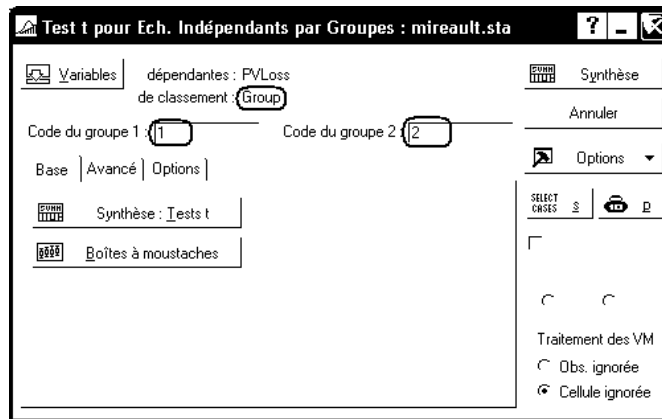 Test t pour Ech. Indépendants par Groupes : mireault.sta
? _ X
Variables
dépendantes : PVLoss
de classement : Group
Code du groupe 1 : 1
Code du groupe 2 : 2
Base Avancé Options
Synthèse : Tests t
Boîtes à moustaches
SUMM Synthèse
Annuler
Options
SELECT CASES S D
Traitement des VM
Obs. ignorée
Cellule ignorée